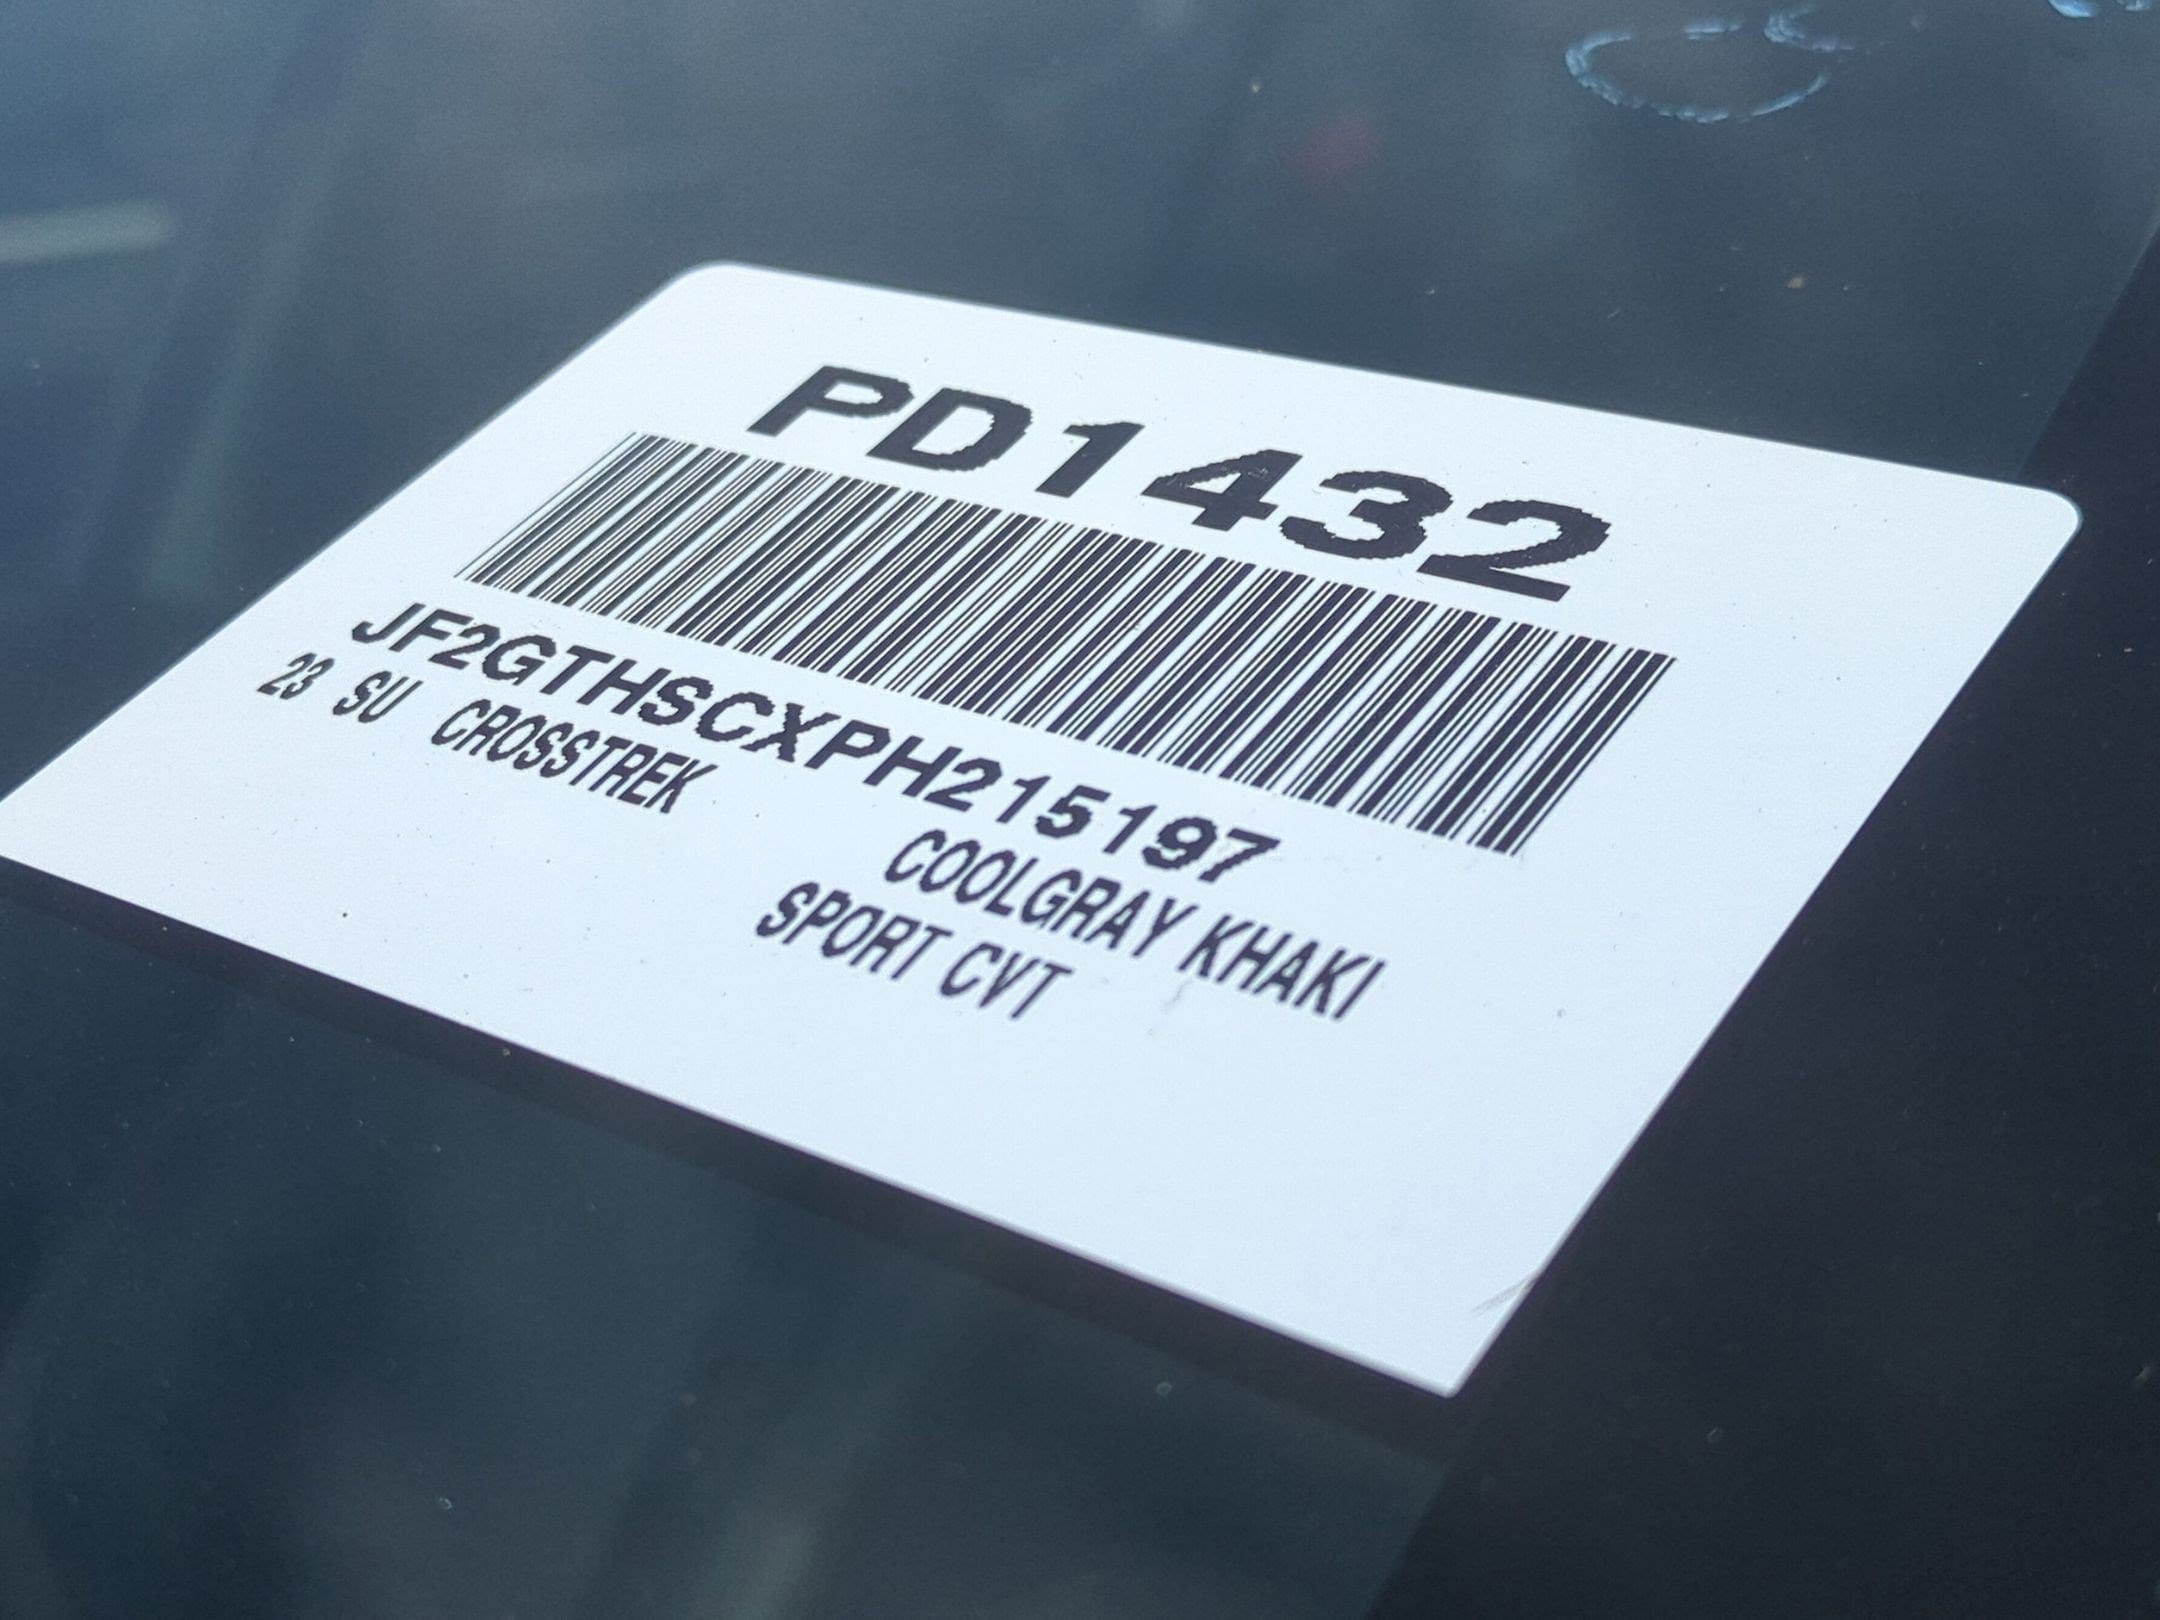 PD1432
JF2GTHSCXPH215197
23 SU CROSSTREK
COOLGRAY KHAKI
SPORT CVT